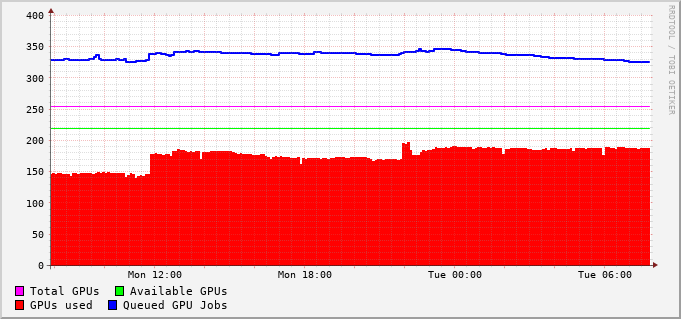 400
350
300
250
200
150
100
50
0
Mon 12:00 Mon 18:00 Tue 00:00 Tue 06:00
Total GPUs Available GPUs
GPUs used Queued GPU Jobs
RRDTOOL / TOBI OETIKER